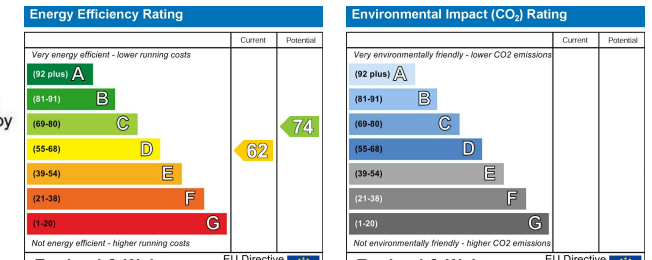 Energy Efficiency Rating
Current Potential
Very energy efficient - lower running costs
(92 plus) A
(81-91) B
(69-80) C
74
(55-68) D
62
(39-54) E
(21-38) F
(1-20) G
Not energy efficient - higher running costs
EU Directive
Environmental Impact (CO₂) Rating
Current Potential
Very environmentally friendly - lower CO2 emissions
(92 plus) A
(81-91) B
(69-80) C
(55-68) D
(39-54) E
(21-38) F
(1-20) G
Not environmentally friendly - higher CO2 emissions
EU Directive